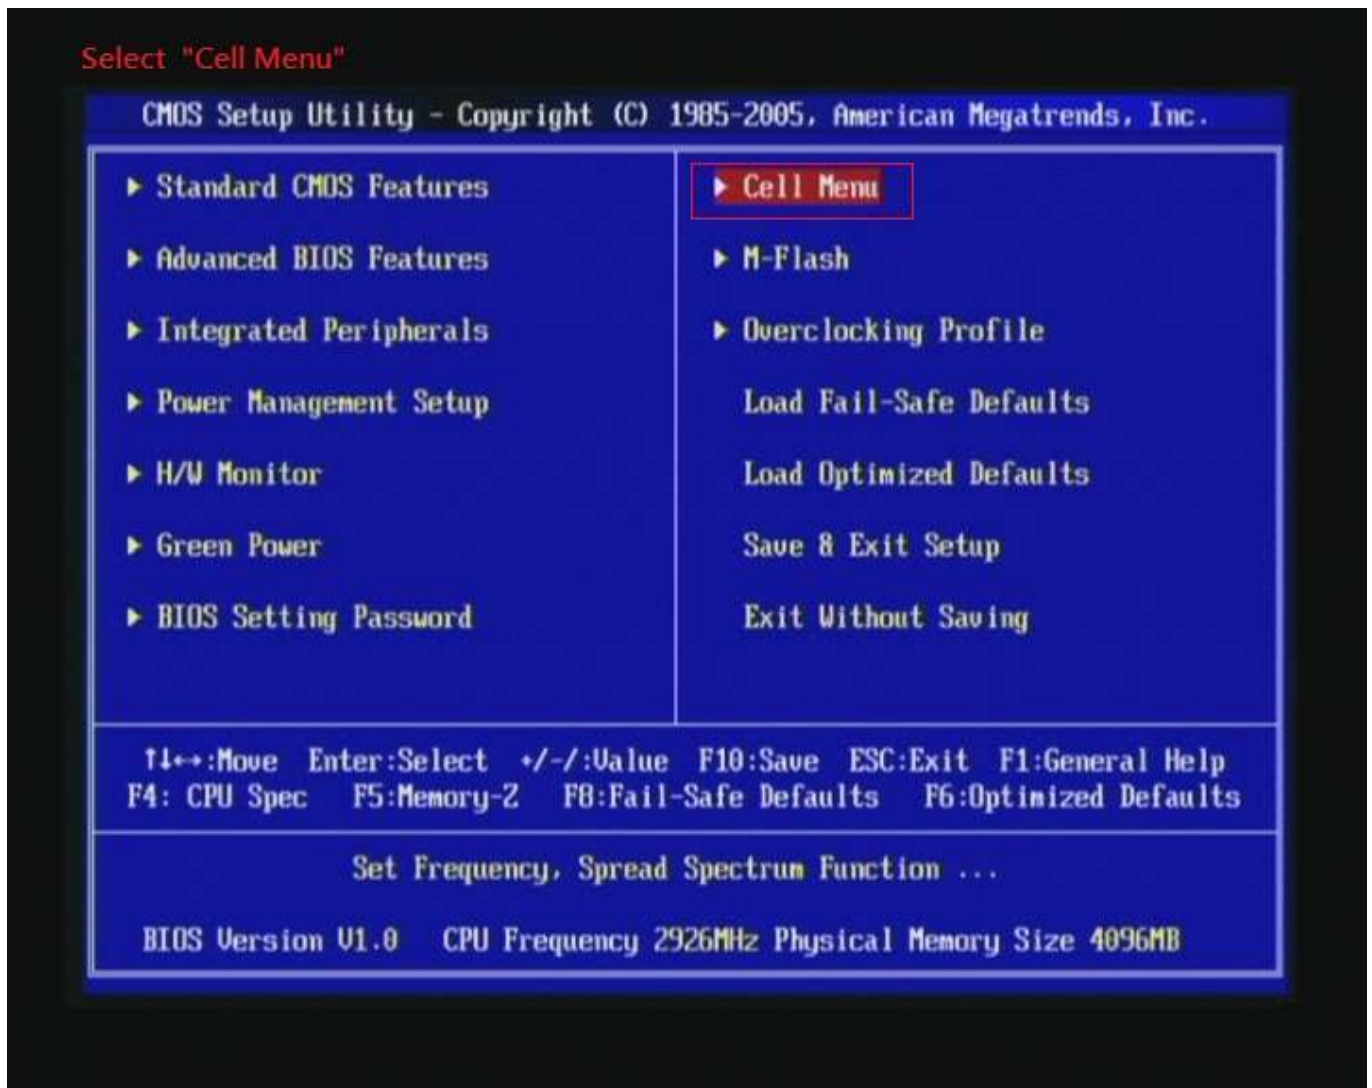 Select "Cell Menu"
CMOS Setup Utility - Copyright (C) 1985-2005, American Megatrends, Inc.
▶ Standard CMOS Features
▶ Advanced BIOS Features
▶ Integrated Peripherals
▶ Power Management Setup
▶ H/W Monitor
▶ Green Power
▶ BIOS Setting Password
▶ Cell Menu
▶ M-Flash
▶ Overclocking Profile
Load Fail-Safe Defaults
Load Optimized Defaults
Save & Exit Setup
Exit Without Saving
↑↓←→:Move Enter:Select +/-/:Value F10:Save ESC:Exit F1:General Help
F4: CPU Spec F5:Memory-Z F8:Fail-Safe Defaults F6:Optimized Defaults
Set Frequency, Spread Spectrum Function ...
BIOS Version V1.0 CPU Frequency 2926MHz Physical Memory Size 4096MB